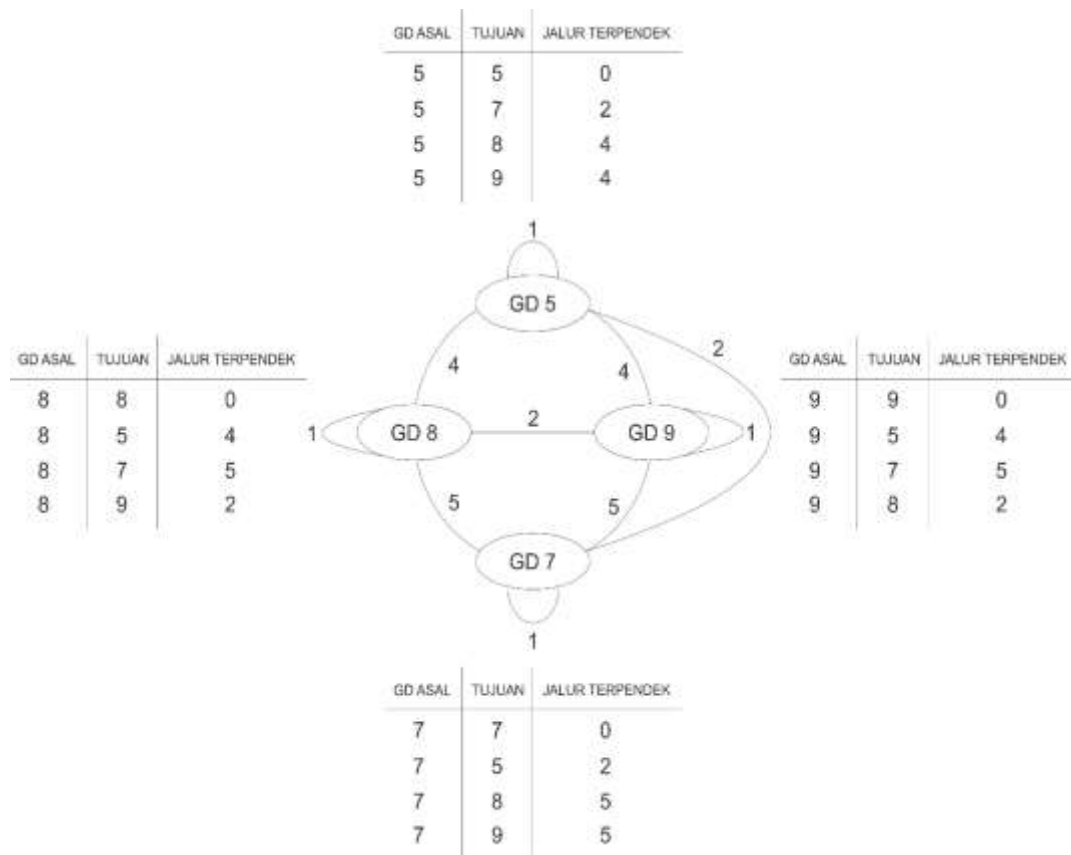 GD ASAL TUJUAN JALUR TERPENDEK
5 5 0
5 7 2
5 8 4
5 9 4
1
GD 5
2
4 4
GD ASAL TUJUAN JALUR TERPENDEK
8 8 0
8 5 4
8 7 5
8 9 2
1 GD 8 2 GD 9 1
5 5
GD 7
1
GD ASAL TUJUAN JALUR TERPENDEK
9 9 0
9 5 4
9 7 5
9 8 2
GD ASAL TUJUAN JALUR TERPENDEK
7 7 0
7 5 2
7 8 5
7 9 5